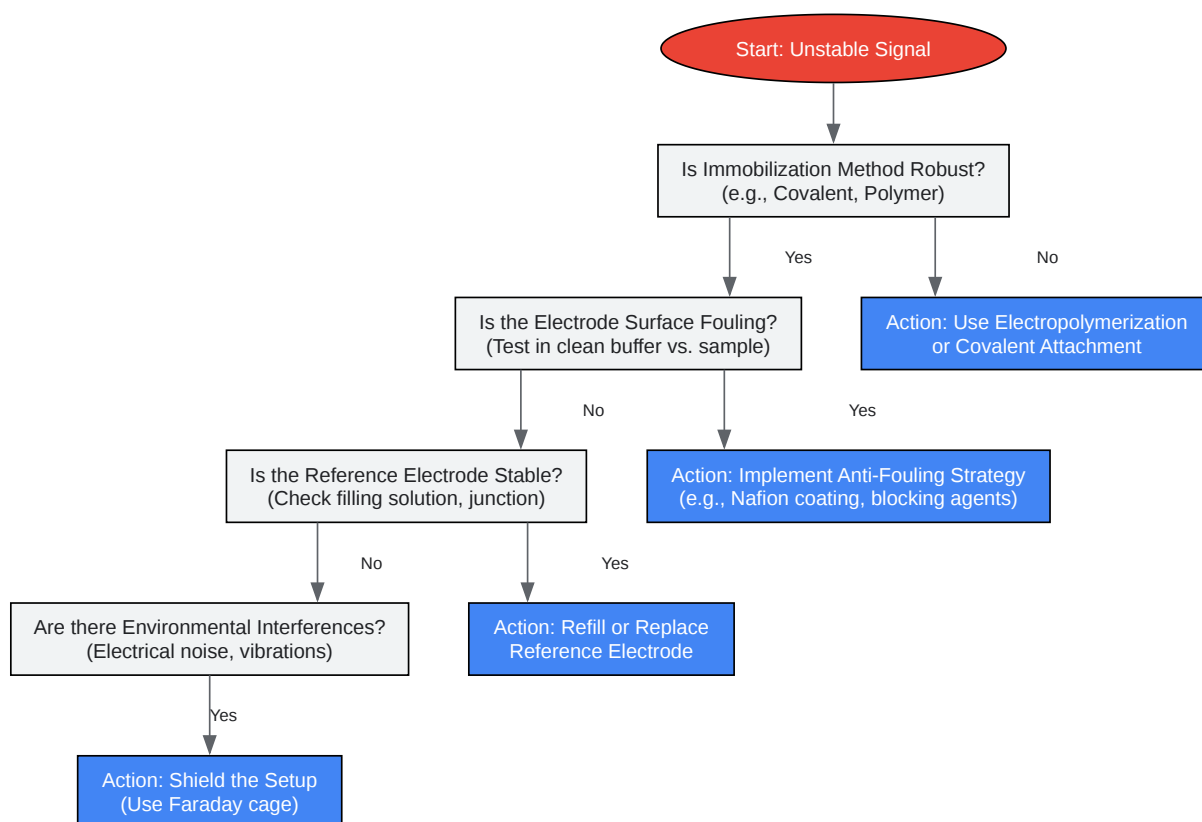 Start: Unstable Signal
Is Immobilization Method Robust?
(e.g., Covalent, Polymer)
Yes
No
Is the Electrode Surface Fouling?
(Test in clean buffer vs. sample)
Action: Use Electropolymerization
or Covalent Attachment
No
Yes
Is the Reference Electrode Stable?
(Check filling solution, junction)
Action: Implement Anti-Fouling Strategy
(e.g., Nafion coating, blocking agents)
No
Yes
Are there Environmental Interferences?
(Electrical noise, vibrations)
Action: Refill or Replace
Reference Electrode
Yes
Action: Shield the Setup
(Use Faraday cage)